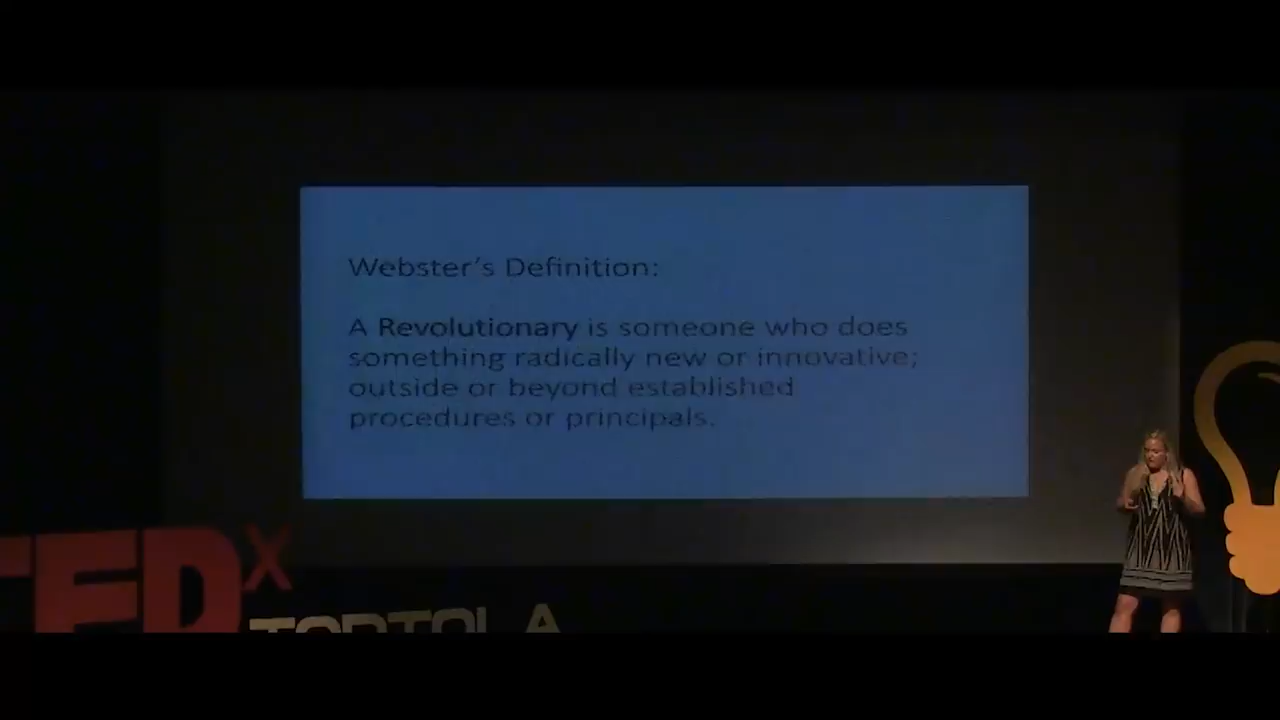 Webster's Definition:
A Revolutionary is someone who does
something radically new or innovative;
outside or beyond established
procedures or principals.
TEDx
TORTOLA